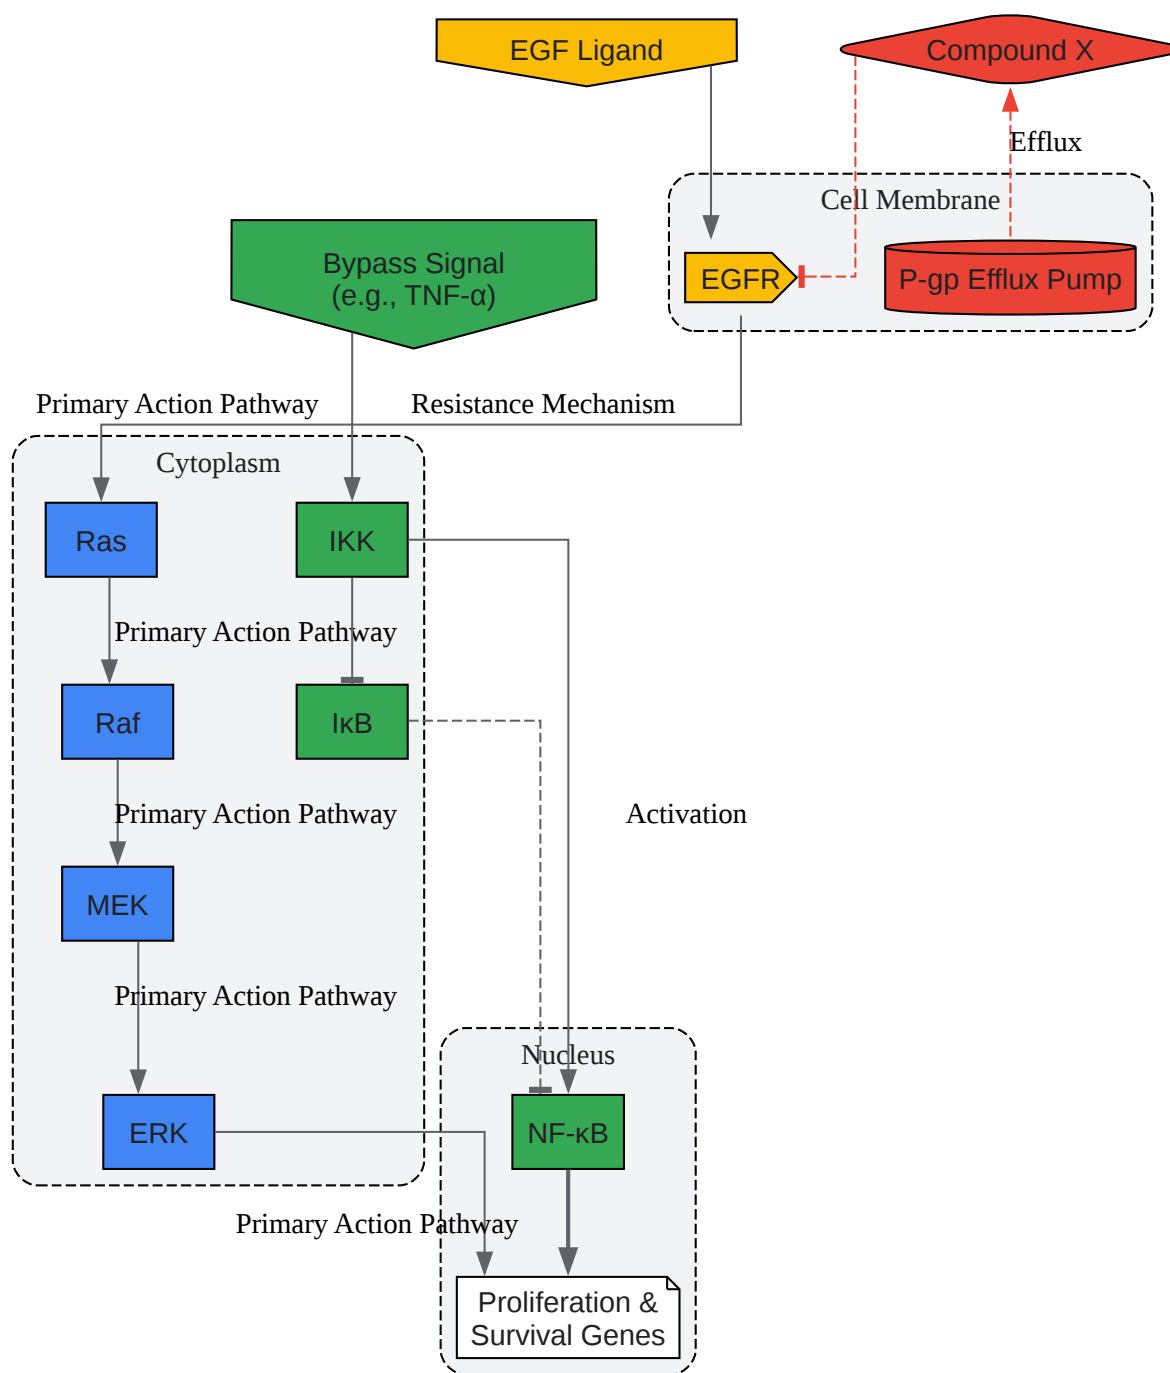 EGF Ligand
Compound X
Efflux
Cell Membrane
Bypass Signal
(e.g., TNF-α)
EGFR
P-gp Efflux Pump
Primary Action Pathway
Resistance Mechanism
Cytoplasm
Ras
IKK
Primary Action Pathway
Raf
IκB
Primary Action Pathway
Activation
MEK
Primary Action Pathway
Nucleus
ERK
NF-κB
Primary Action Pathway
Proliferation &
Survival Genes